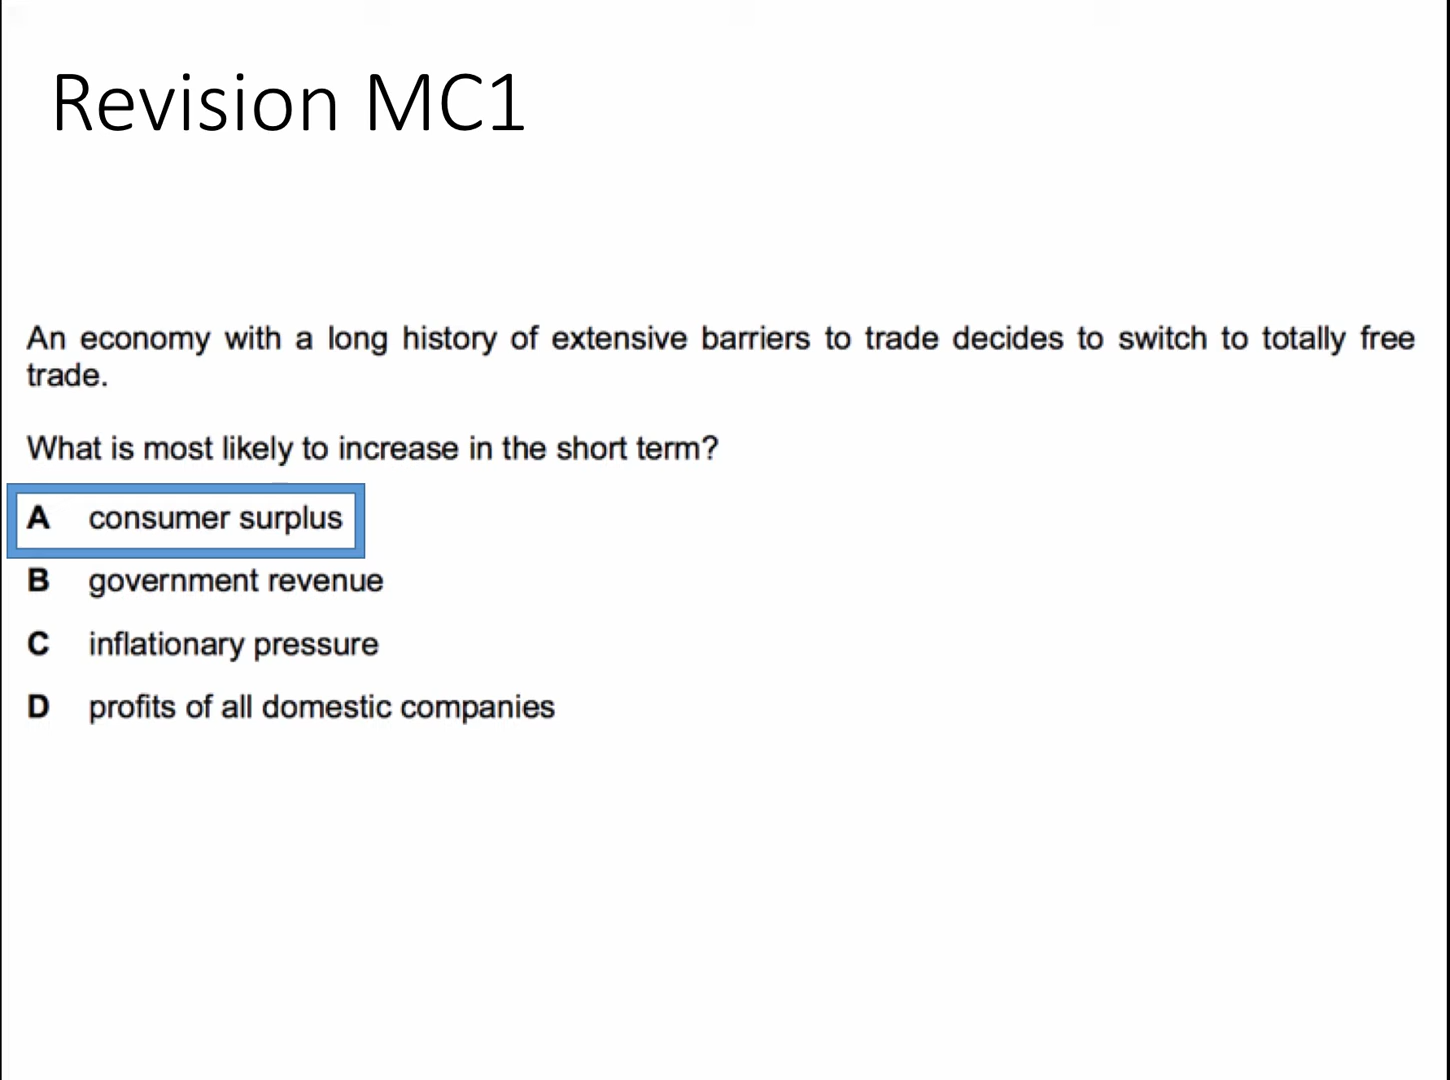 Revision MC1
An economy with a long history of extensive barriers to trade decides to switch to totally free
trade.
What is most likely to increase in the short term?
A consumer surplus
B government revenue
C inflationary pressure
D profits of all domestic companies